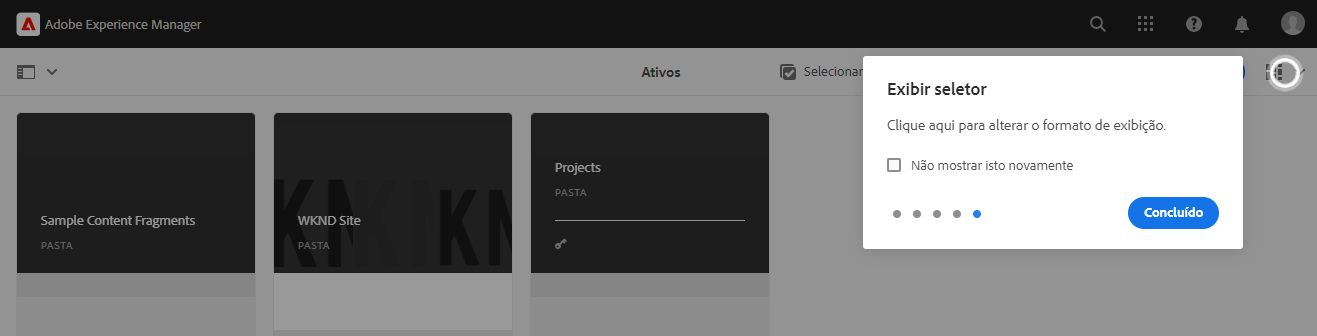 Adobe Experience Manager
Ativos
Selecionar
Exibir seletor
Clique aqui para alterar o formato de exibição.
Não mostrar isto novamente
Concluído
Sample Content Fragments
PASTA
WKND Site
PASTA
Projects
PASTA